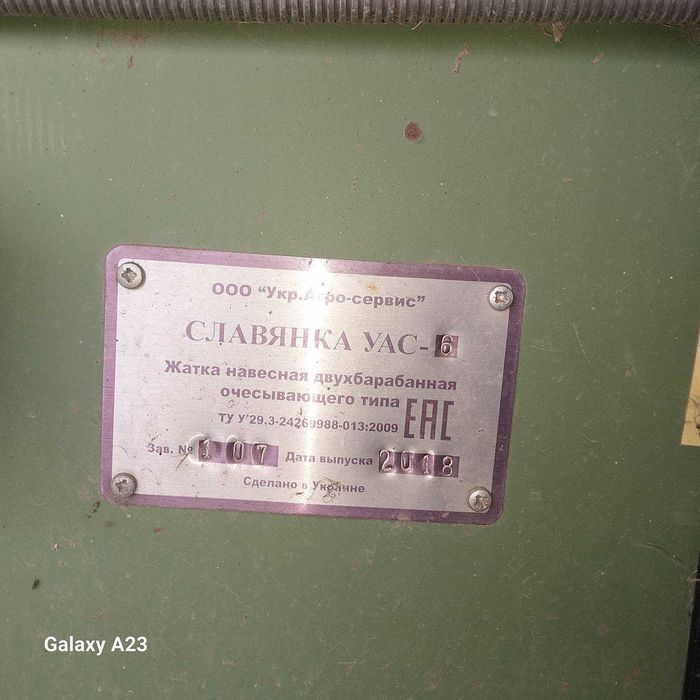 ООО "Укр.Агро-сервис"
СЛАВЯНКА УАС-6
Жатка навесная двухбарабанная
очесывающего типа
ТУ У'29.3-24269988-013:2009 ЕАС
Зав. № 107 Дата выпуска 2018
Сделано в Украине
Galaxy A23